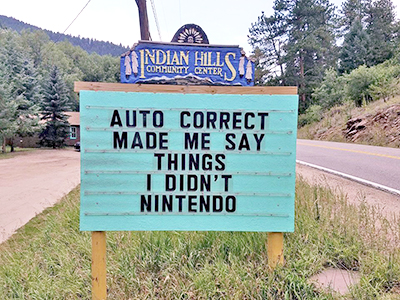 INDIAN HILLS
COMMUNITY CENTER
AUTO CORRECT
MADE ME SAY
THINGS
I DIDN'T
NINTENDO